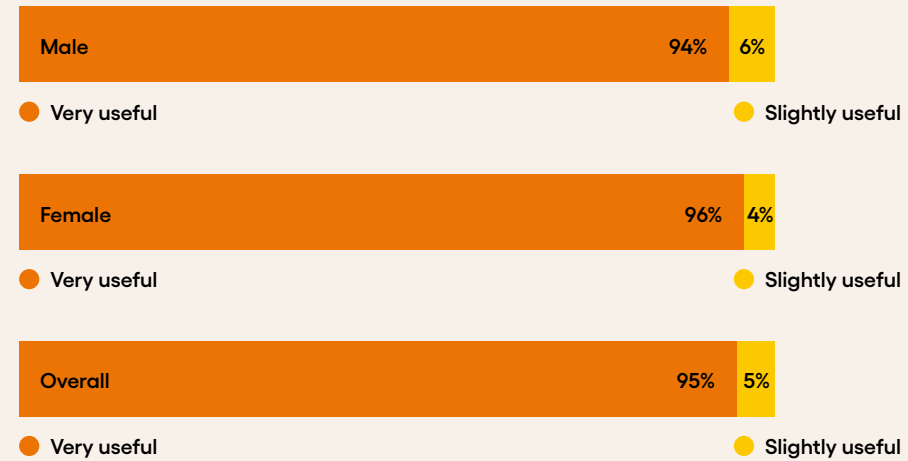 Male 94% 6%
Very useful Slightly useful
Female 96% 4%
Very useful Slightly useful
Overall 95% 5%
Very useful Slightly useful